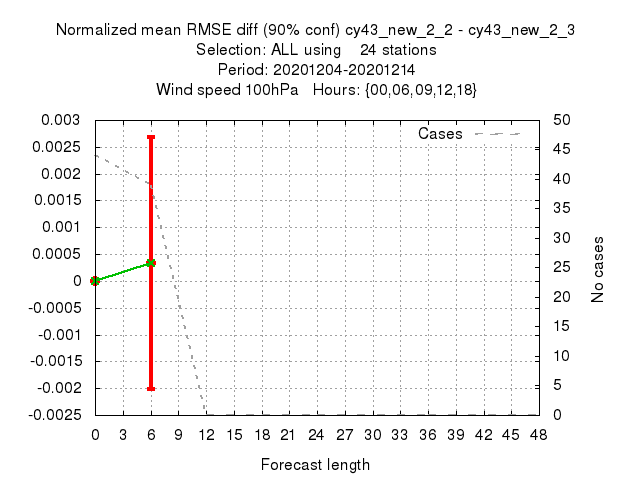 Normalized mean RMSE diff (90% conf) cy43_new_2_2 - cy43_new_2_3
Selection: ALL using 24 stations
Period: 20201204-20201214
Wind speed 100hPa Hours: {00,06,09,12,18}
Cases
0.003
0.0025
0.002
0.0015
0.001
0.0005
0
-0.0005
-0.001
-0.0015
-0.002
-0.0025
50
45
40
35
30
25
20
15
10
5
0
No cases
0 3 6 9 12 15 18 21 24 27 30 33 36 39 42 45 48
Forecast length